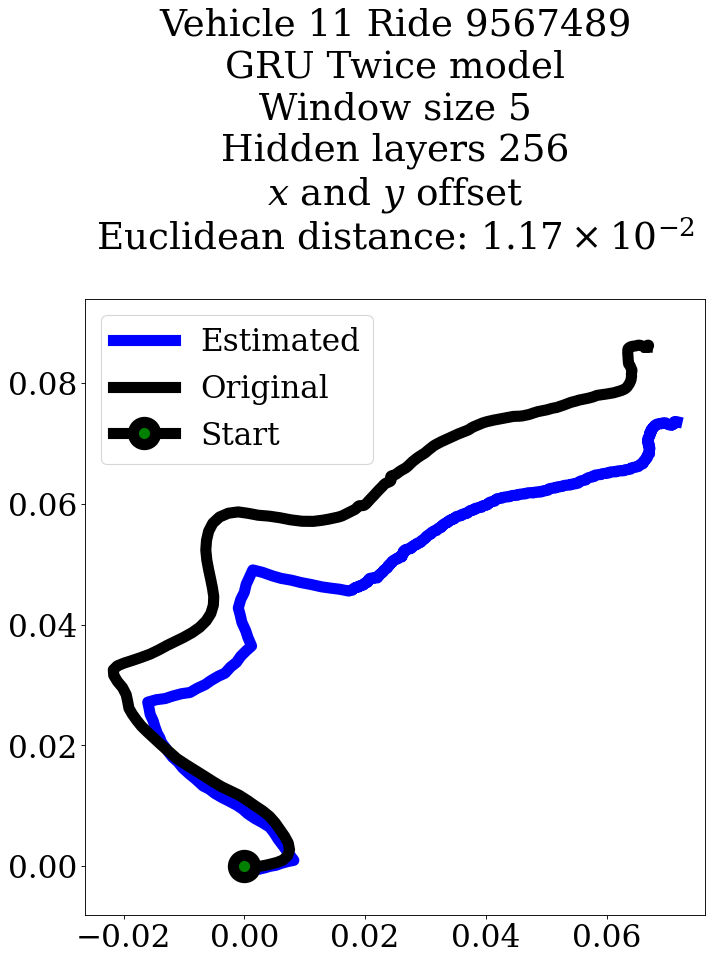 Vehicle 11 Ride 9567489
GRU Twice model
Window size 5
Hidden layers 256
x and y offset
Euclidean distance: 1.17 × 10⁻²
Estimated
Original
Start
0.08
0.06
0.04
0.02
0.00
−0.02 0.00 0.02 0.04 0.06